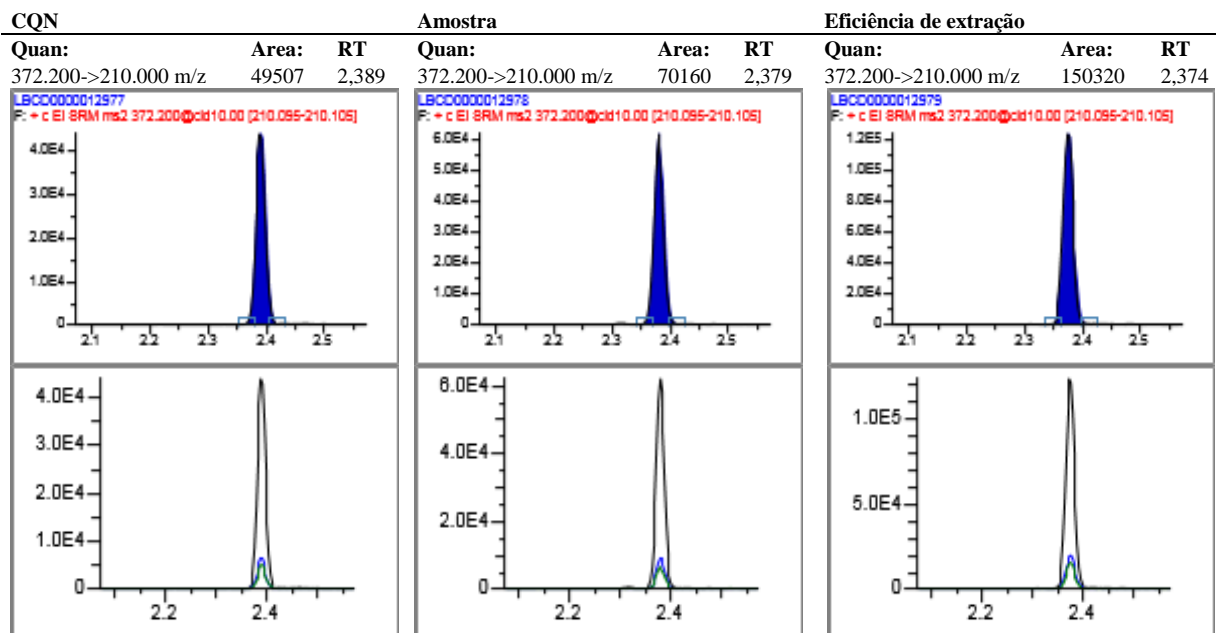 CQN Amostra Eficiência de extração
Quan: Area: RT Quan: Area: RT Quan: Area: RT
372.200->210.000 m/z 49507 2,389 372.200->210.000 m/z 70160 2,379 372.200->210.000 m/z 150320 2,374
LBCD0000012977
F: + c EI SRM ms2 372.200@cid10.00 [210.095-210.105]
4.0E4
3.0E4
2.0E4
1.0E4
0
2.1 2.2 2.3 2.4 2.5
LBCD0000012978
F: + c EI SRM ms2 372.200@cid10.00 [210.095-210.105]
6.0E4
5.0E4
4.0E4
3.0E4
2.0E4
1.0E4
0
2.1 2.2 2.3 2.4 2.5
LBCD0000012979
F: + c EI SRM ms2 372.200@cid10.00 [210.095-210.105]
1.2E5
1.0E5
8.0E4
6.0E4
4.0E4
2.0E4
0
2.1 2.2 2.3 2.4 2.5
4.0E4
3.0E4
2.0E4
1.0E4
0
2.2 2.4
6.0E4
4.0E4
2.0E4
0
2.2 2.4
1.0E5
5.0E4
0
2.2 2.4